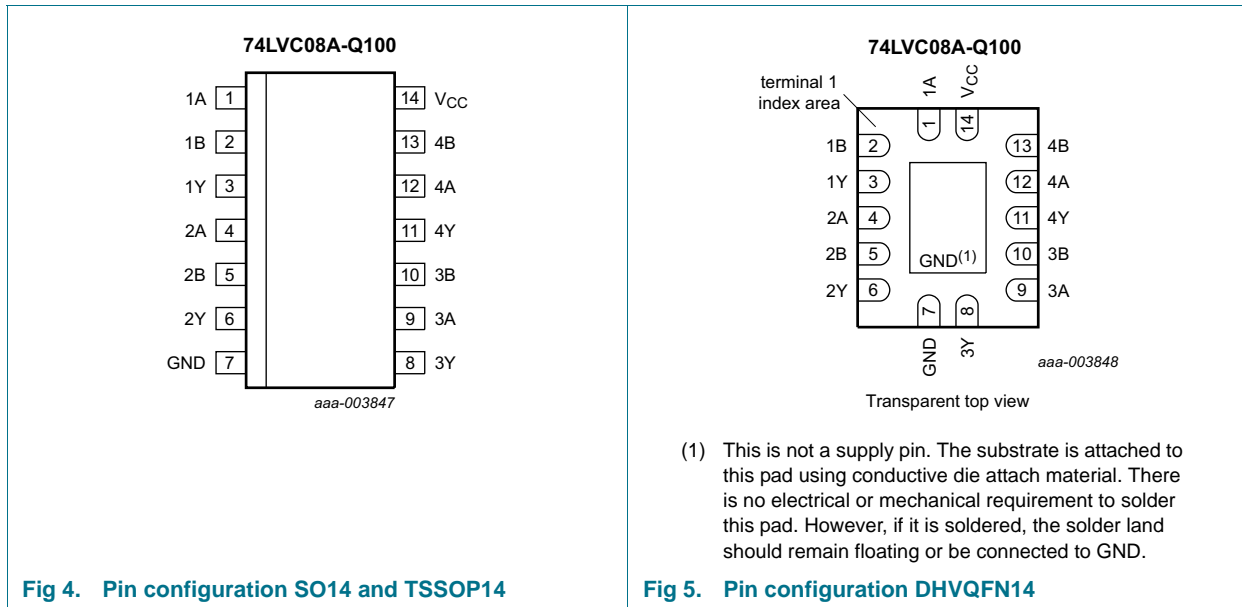 74LVC08A-Q100
1A 1 14 VCC
1B 2 13 4B
1Y 3 12 4A
2A 4 11 4Y
2B 5 10 3B
2Y 6 9 3A
GND 7 8 3Y
aaa-003847
Fig 4. Pin configuration SO14 and TSSOP14
74LVC08A-Q100
terminal 1
index area
1A VCC
1 14
1B 2 13 4B
1Y 3 12 4A
2A 4 11 4Y
2B 5 10 3B
GND(1)
2Y 6 9 3A
7 8
GND 3Y
aaa-003848
Transparent top view
(1) This is not a supply pin. The substrate is attached to
this pad using conductive die attach material. There
is no electrical or mechanical requirement to solder
this pad. However, if it is soldered, the solder land
should remain floating or be connected to GND.
Fig 5. Pin configuration DHVQFN14